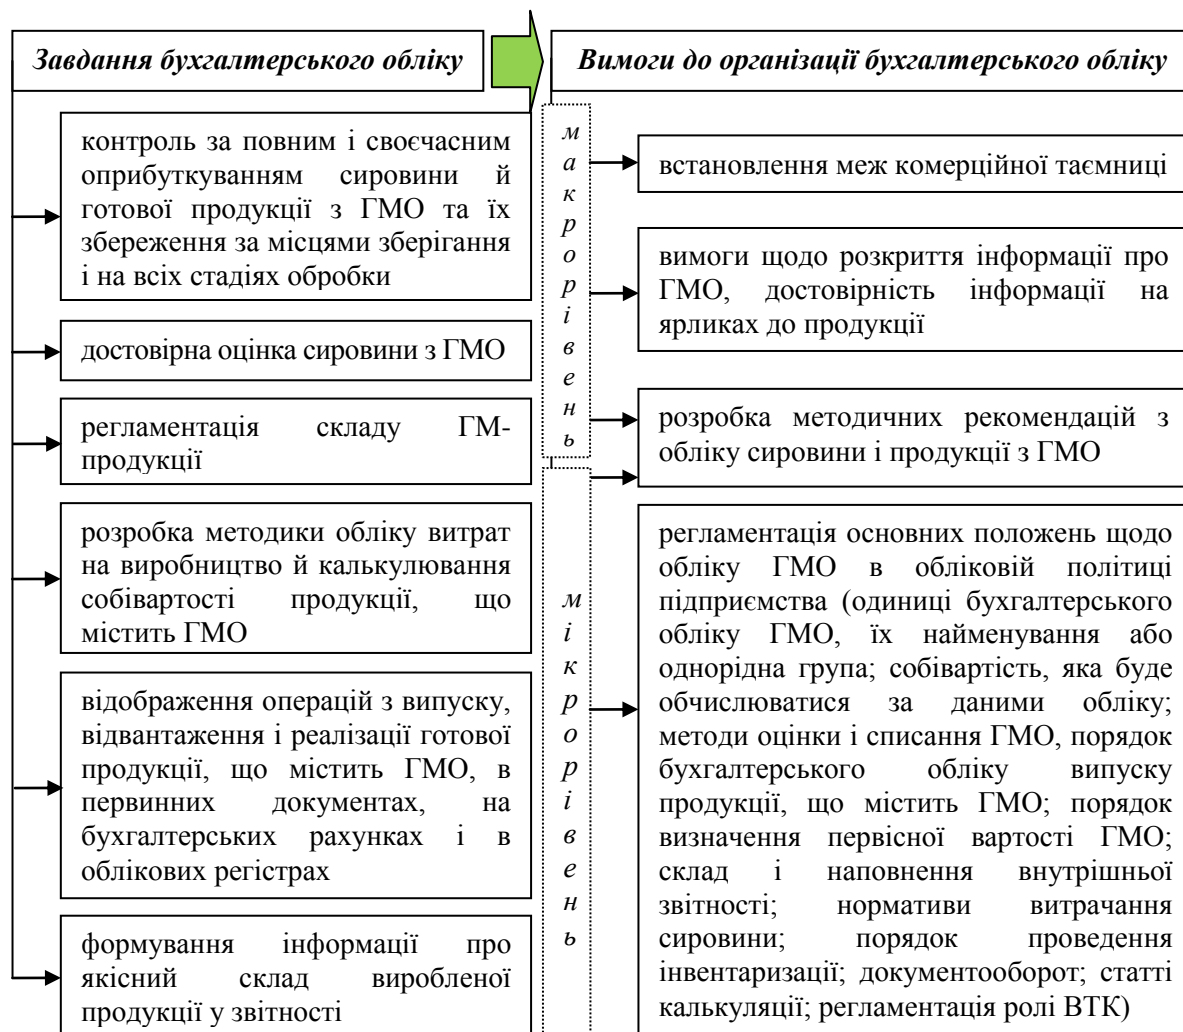 Завдання бухгалтерського обліку
контроль за повним і своєчасним
оприбуткуванням сировини й
готової продукції з ГМО та їх
збереження за місцями зберігання
і на всіх стадіях обробки
достовірна оцінка сировини з ГМО
регламентація складу ГМ-
продукції
розробка методики обліку витрат
на виробництво й калькулювання
собівартості продукції, що
містить ГМО
відображення операцій з випуску,
відвантаження і реалізації готової
продукції, що містить ГМО, в
первинних документах, на
бухгалтерських рахунках і в
облікових регістрах
формування інформації про
якісний склад виробленої
продукції у звітності
Вимоги до організації бухгалтерського обліку
макрорівень
встановлення меж комерційної таємниці
вимоги щодо розкриття інформації про
ГМО, достовірність інформації на
ярликах до продукції
розробка методичних рекомендацій з
обліку сировини і продукції з ГМО
мікрорівень
регламентація основних положень щодо
обліку ГМО в обліковій політиці
підприємства (одиниці бухгалтерського
обліку ГМО, їх найменування або
однорідна група; собівартість, яка буде
обчислюватися за даними обліку;
методи оцінки і списання ГМО, порядок
бухгалтерського обліку випуску
продукції, що містить ГМО; порядок
визначення первісної вартості ГМО;
склад і наповнення внутрішньої
звітності; нормативи витрачання
сировини; порядок проведення
інвентаризації; документооборот; статті
калькуляції; регламентація ролі ВТК)